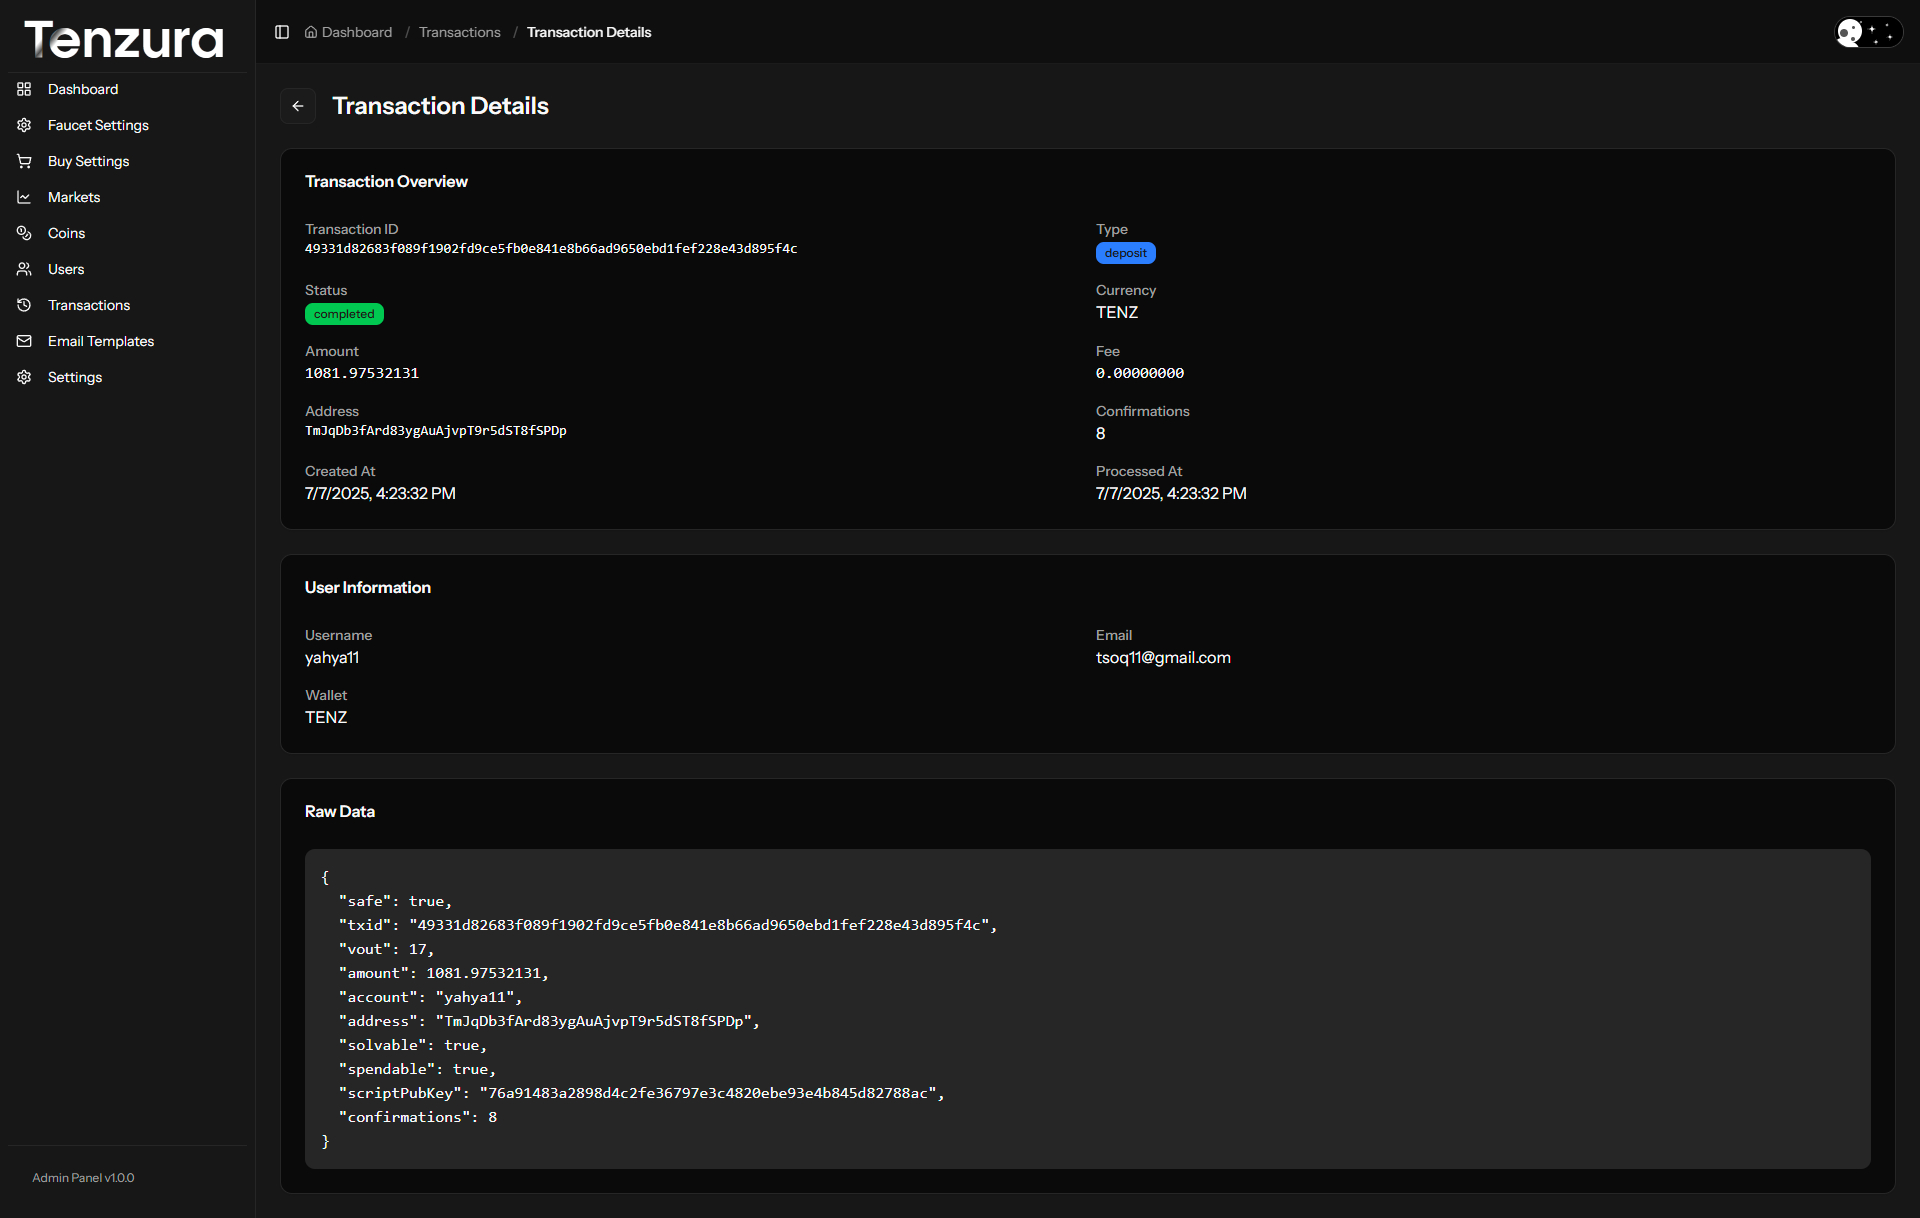 Tenzura
Dashboard
Faucet Settings
Buy Settings
Markets
Coins
Users
Transactions
Email Templates
Settings
Admin Panel v1.0.0
Dashboard / Transactions / Transaction Details
Transaction Details
Transaction Overview
Transaction ID
49331d82683f089f1902fd9ce5fb0e841e8b66ad9650ebd1fef228e43d895f4c
Type
deposit
Status
completed
Currency
TENZ
Amount
1081.97532131
Fee
0.00000000
Address
TmJqDb3fArd83ygAuAjvpT9r5dST8fSPDp
Confirmations
8
Created At
7/7/2025, 4:23:32 PM
Processed At
7/7/2025, 4:23:32 PM
User Information
Username
yahya11
Email
tsoq11@gmail.com
Wallet
TENZ
Raw Data
{
"safe": true,
"txid": "49331d82683f089f1902fd9ce5fb0e841e8b66ad9650ebd1fef228e43d895f4c",
"vout": 17,
"amount": 1081.97532131,
"account": "yahya11",
"address": "TmJqDb3fArd83ygAuAjvpT9r5dST8fSPDp",
"solvable": true,
"spendable": true,
"scriptPubKey": "76a91483a2898d4c2fe36797e3c4820ebe93e4b845d82788ac",
"confirmations": 8
}